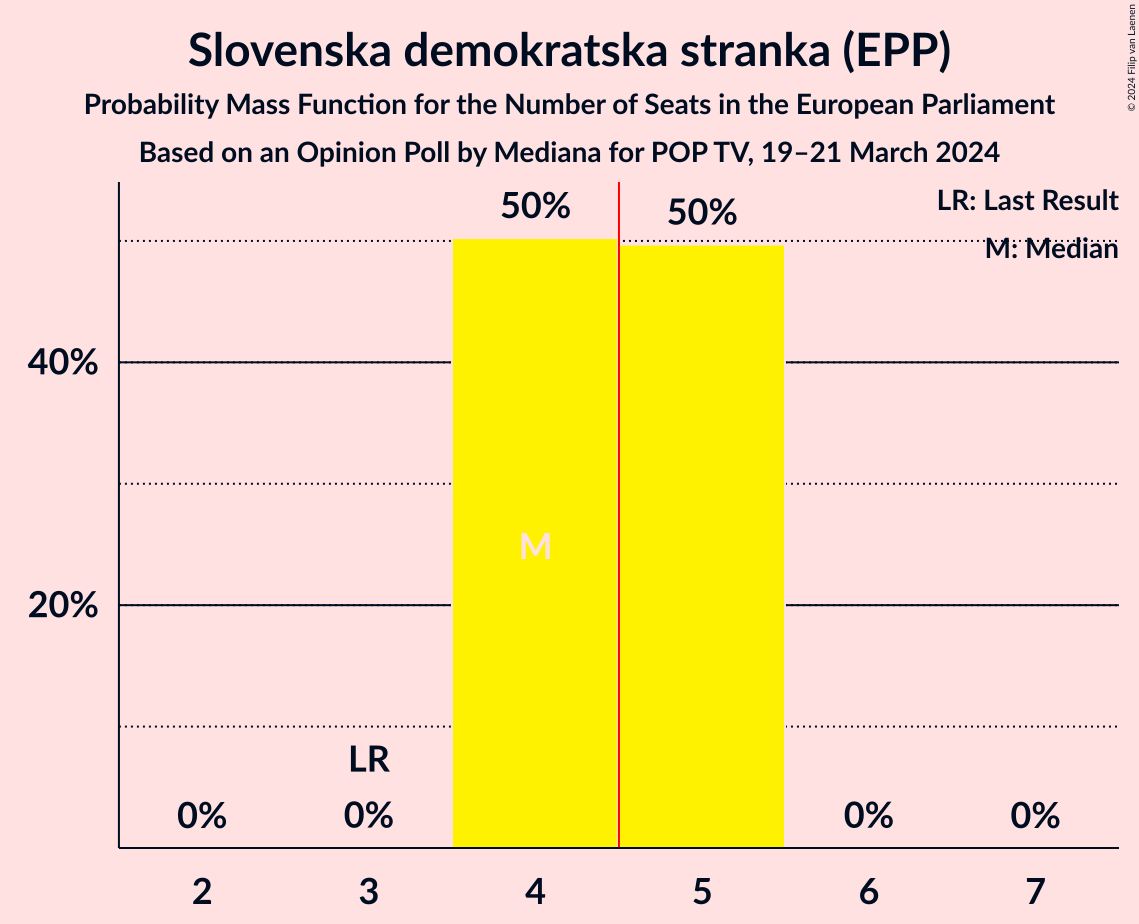 Slovenska demokratska stranka (EPP)
Probability Mass Function for the Number of Seats in the European Parliament
Based on an Opinion Poll by Mediana for POP TV, 19–21 March 2024
© 2024 Filip van Laenen
LR: Last Result
M: Median
50%
50%
40%
M
20%
LR
0%
0%
0%
0%
2
3
4
5
6
7